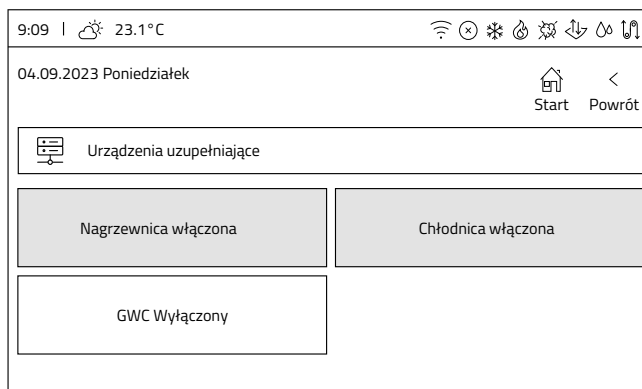 9:09 | 23.1°C
04.09.2023 Poniedziałek
Start
< Powrót
Urządzenia uzupełniające
Nagrzewnica włączona
Chłodnica włączona
GWC Wyłączony